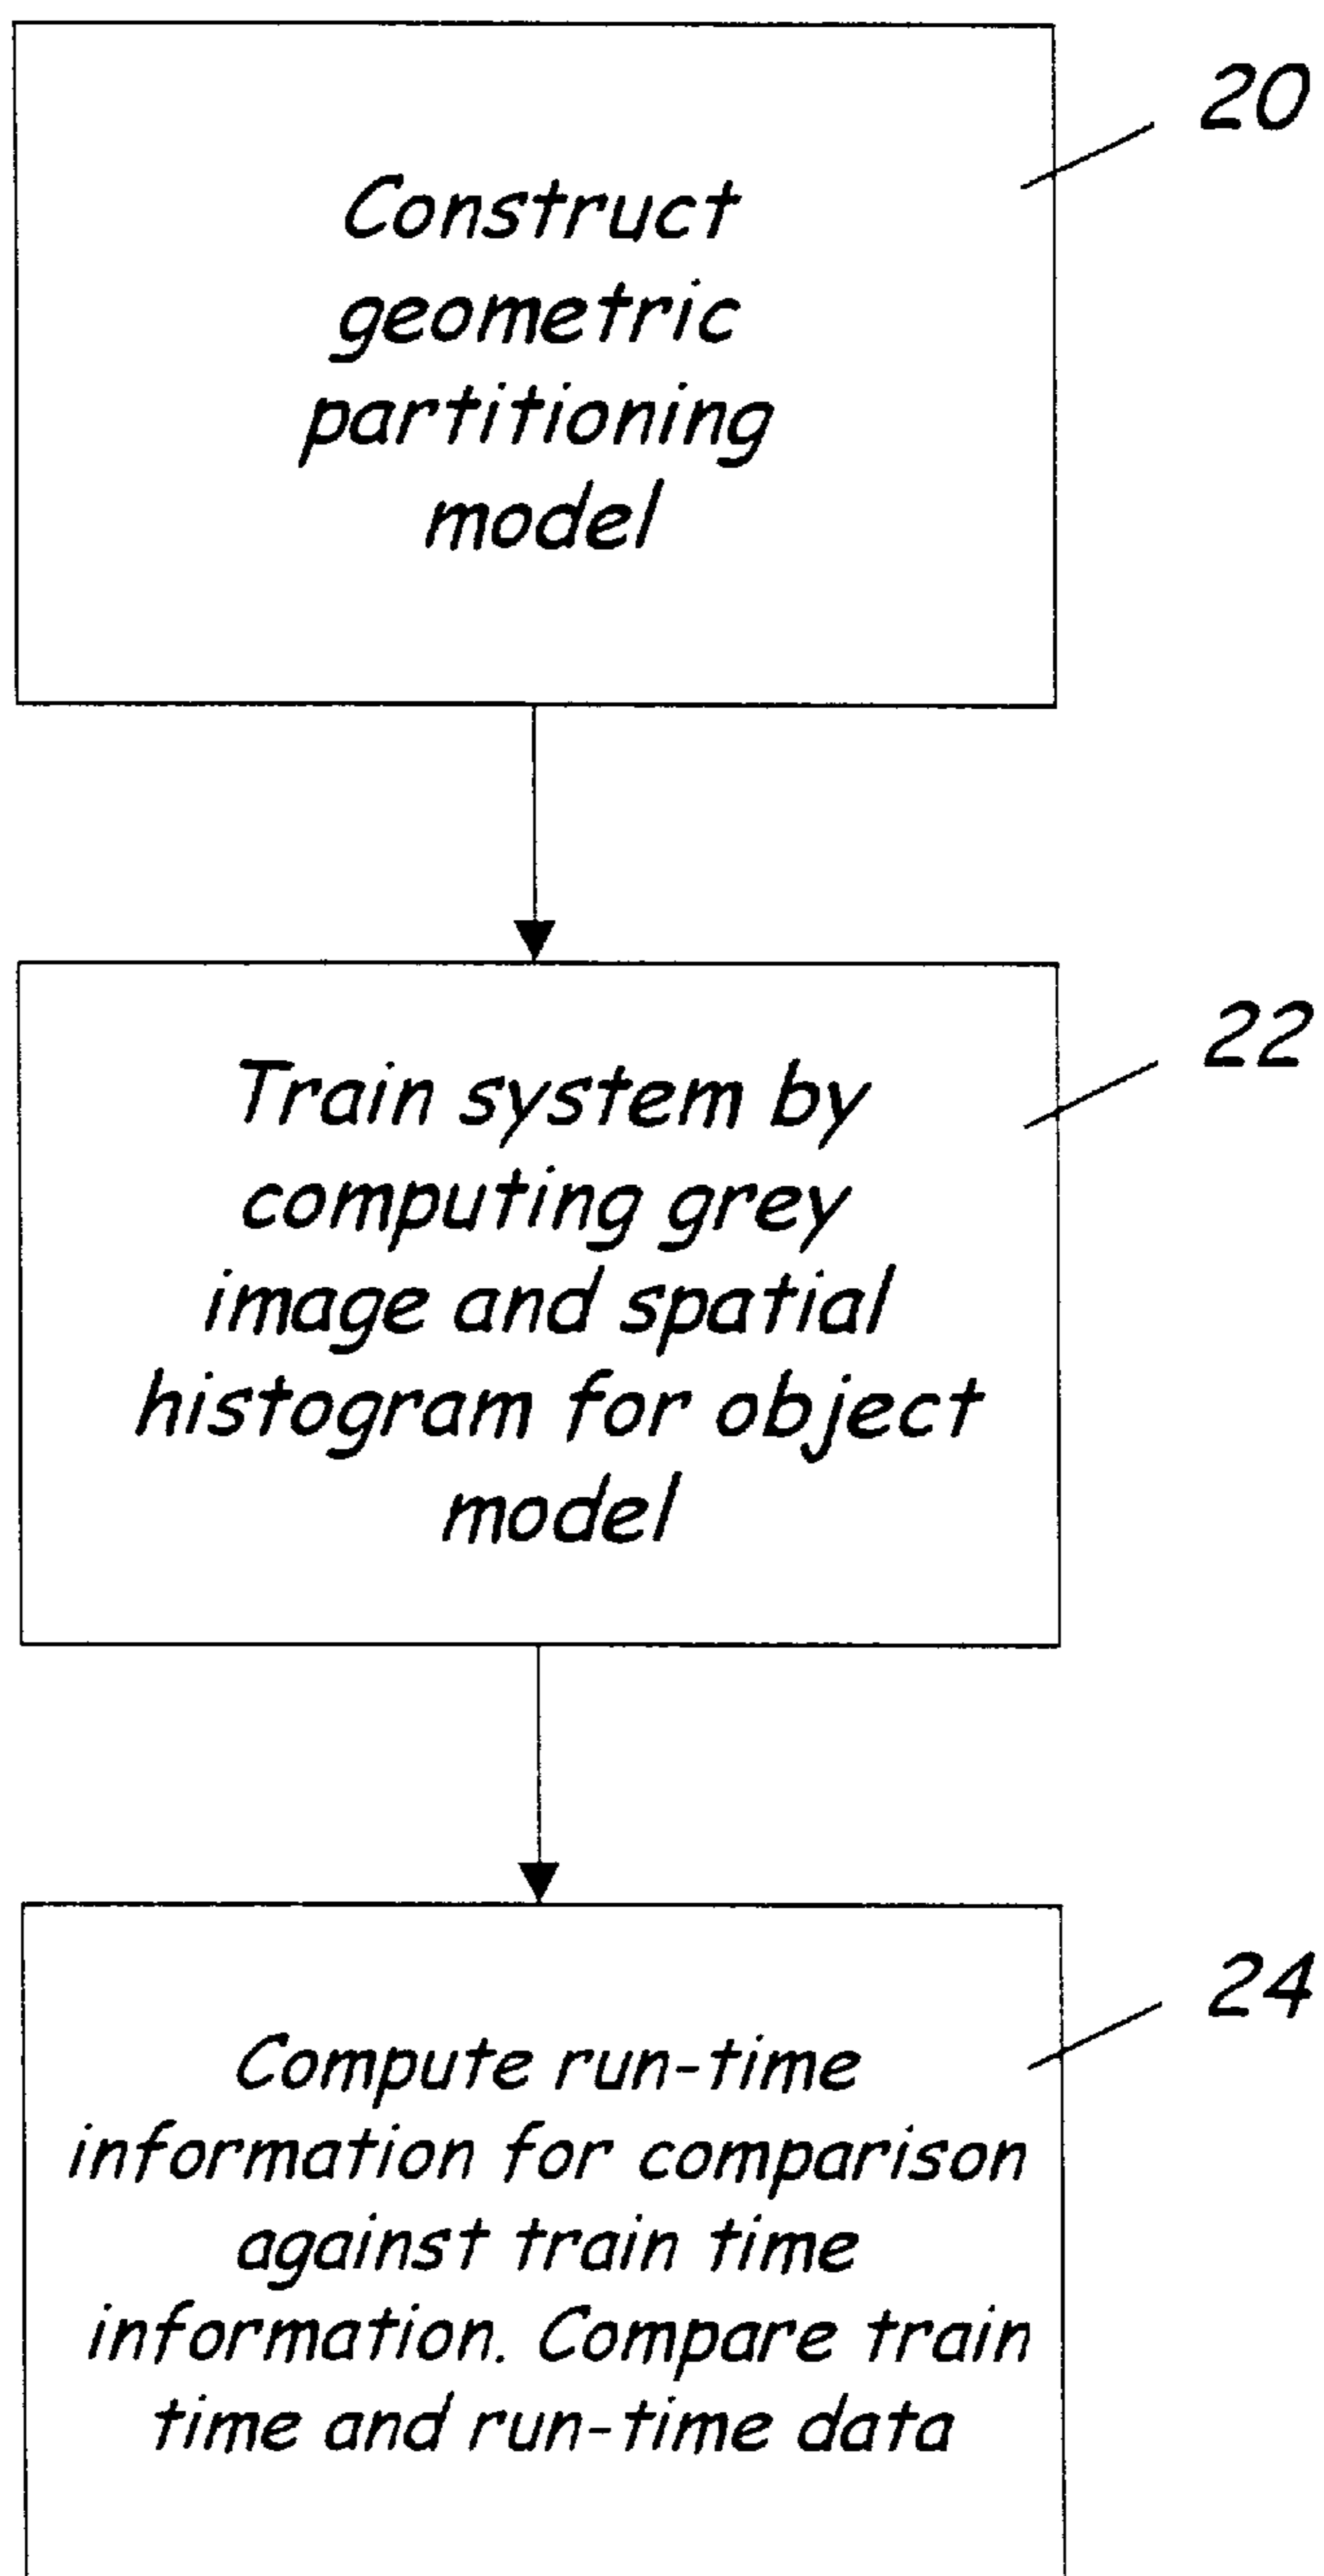 20
Construct
geometric
partitioning
model
22
Train system by
computing grey
image and spatial
histogram for object
model
24
Compute run-time
information for comparison
against train time
information. Compare train
time and run-time data